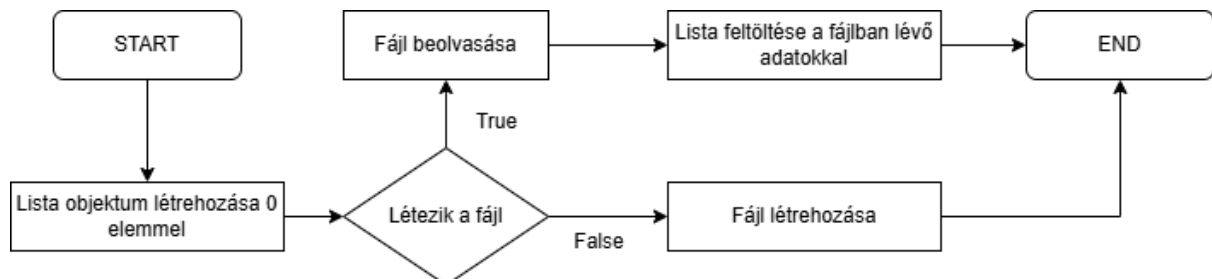 START
Fájl beolvasása
Lista feltöltése a fájlban lévő
adatokkal
END
True
Lista objektum létrehozása 0
elemmel
Létezik a fájl
False
Fájl létrehozása